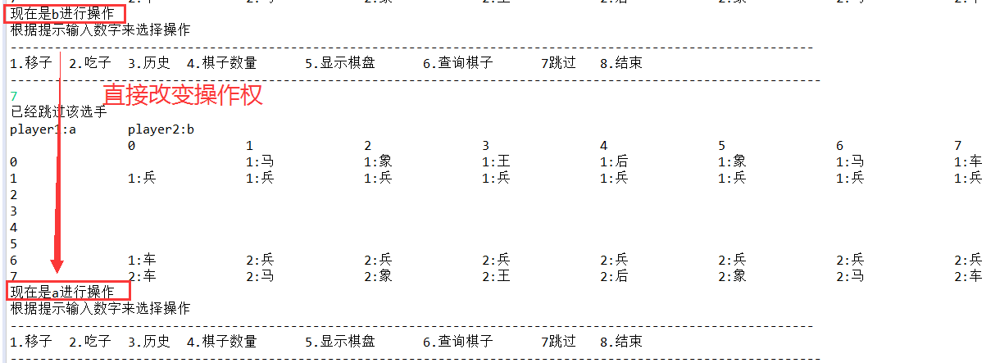 现在是b进行操作
根据提示输入数字来选择操作
---------------------------------------------------------------------------------------------
1.移子 2.吃子 3.历史 4.棋子数量 5.显示棋盘 6.查询棋子 7跳过 8.结束
---------------------------------------------------------------------------------------------
直接改变操作权
7
已经跳过该选手
player1:a player2:b
0 1 2 3 4 5 6 7
0 1:马 1:象 1:王 1:后 1:象 1:马 1:车
1 1:兵 1:兵 1:兵 1:兵 1:兵 1:兵 1:兵 1:兵
2
3
4
5
6 1:车 2:兵 2:兵 2:兵 2:兵 2:兵 2:兵 2:兵
7 2:车 2:马 2:象 2:王 2:后 2:象 2:马 2:车
现在是a进行操作
根据提示输入数字来选择操作
---------------------------------------------------------------------------------------------
1.移子 2.吃子 3.历史 4.棋子数量 5.显示棋盘 6.查询棋子 7跳过 8.结束
---------------------------------------------------------------------------------------------